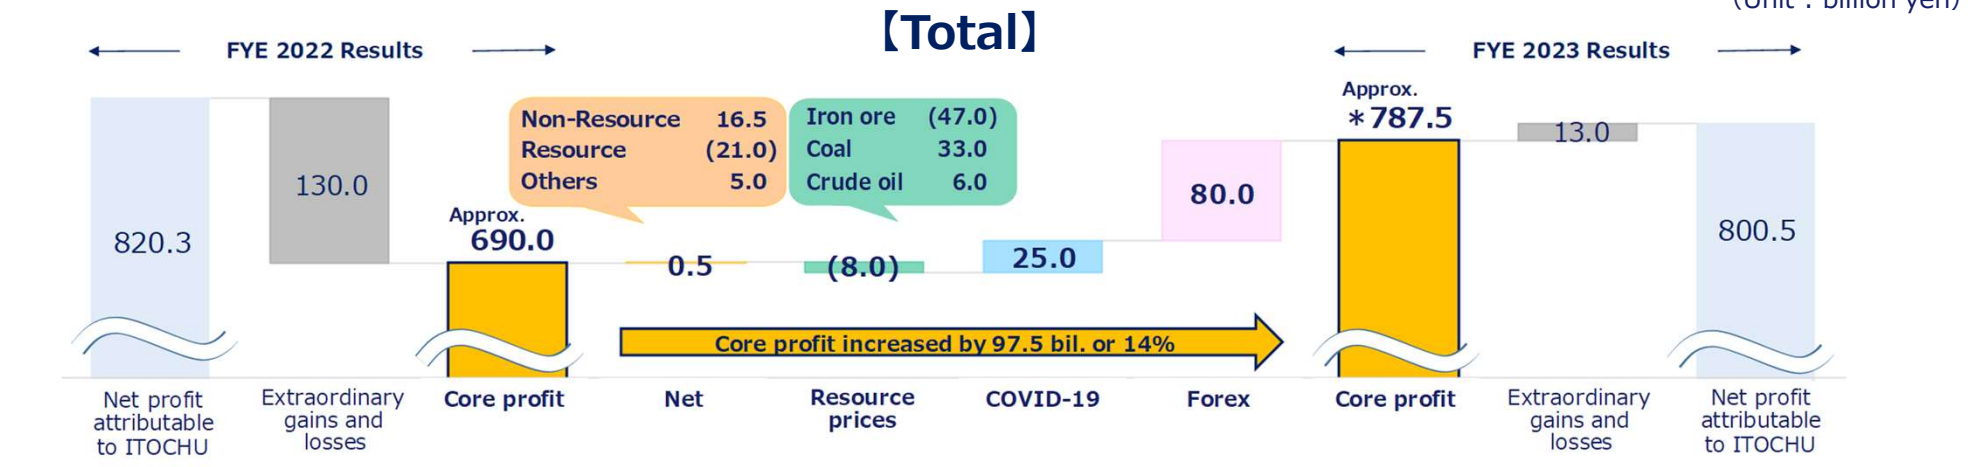 (Unit : billion yen)
【Total】
FYE 2022 Results
FYE 2023 Results
820.3
130.0
Approx.
690.0
Non-Resource 16.5
Resource (21.0)
Others 5.0
0.5
Iron ore (47.0)
Coal 33.0
Crude oil 6.0
(8.0)
25.0
80.0
Approx.
*787.5
13.0
800.5
Core profit increased by 97.5 bil. or 14%
Net profit
attributable
to ITOCHU
Extraordinary
gains and
losses
Core profit
Net
Resource
prices
COVID-19
Forex
Core profit
Extraordinary
gains and
losses
Net profit
attributable
to ITOCHU